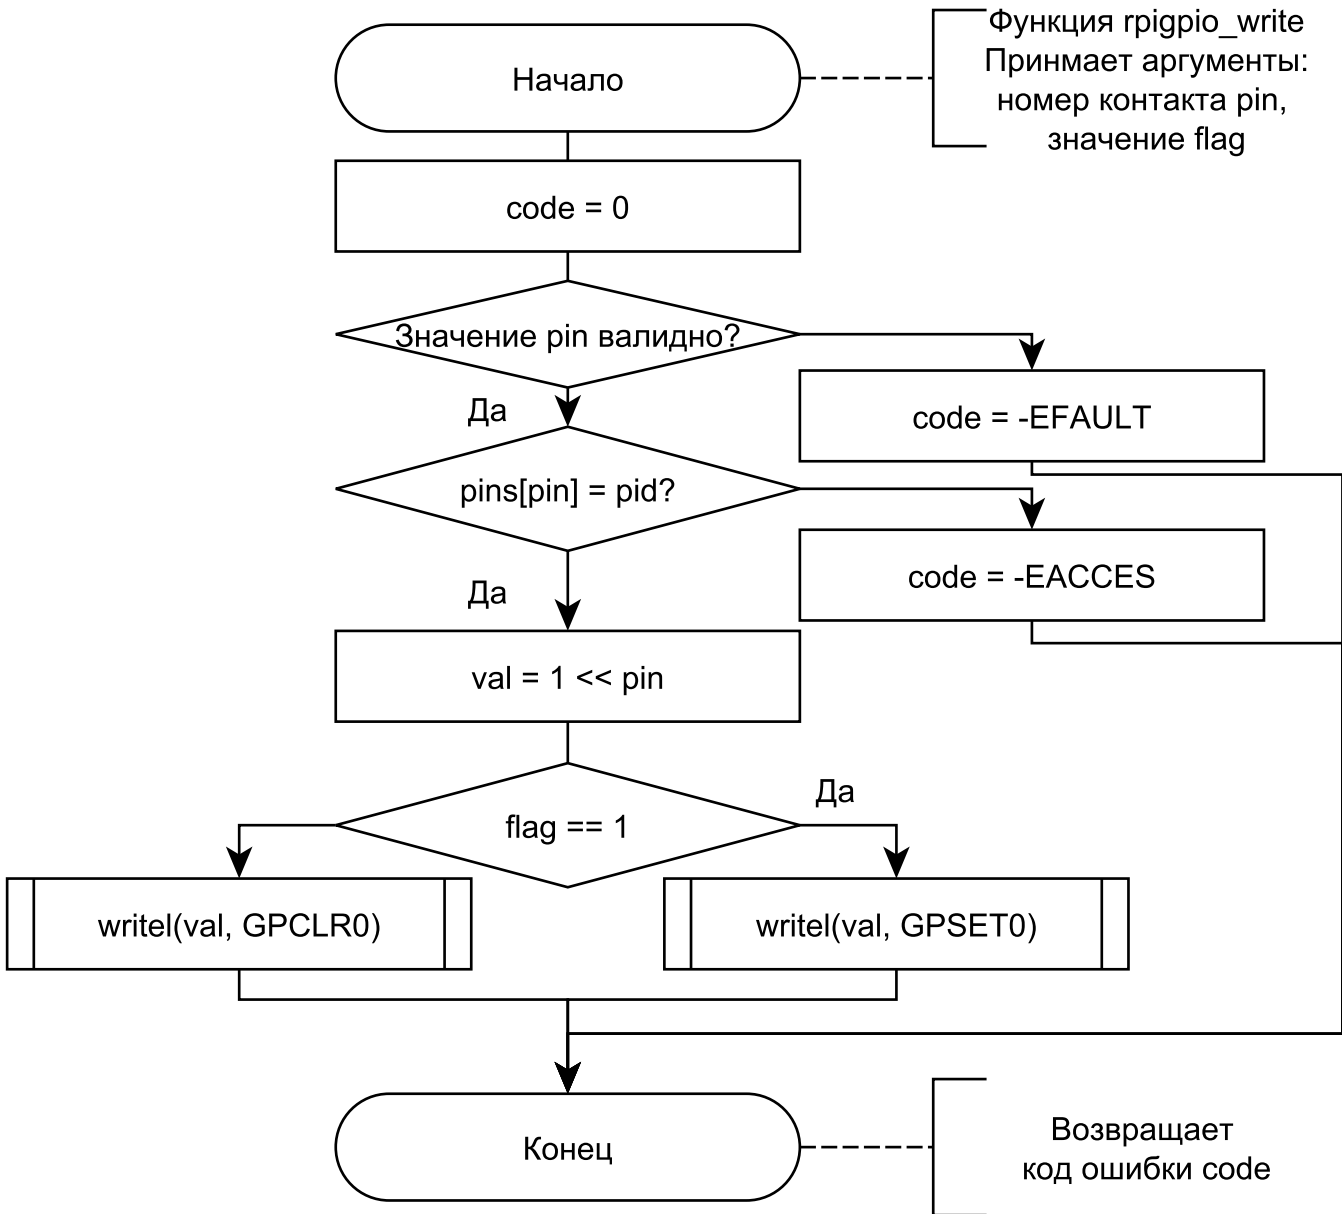 Начало
Функция rpigpio_write
Принмает аргументы:
номер контакта pin,
значение flag
code = 0
Значение pin валидно?
Да
code = -EFAULT
pins[pin] = pid?
Да
code = -EACCES
val = 1 << pin
flag == 1
Да
writel(val, GPCLR0)
writel(val, GPSET0)
Конец
Возвращает
код ошибки code